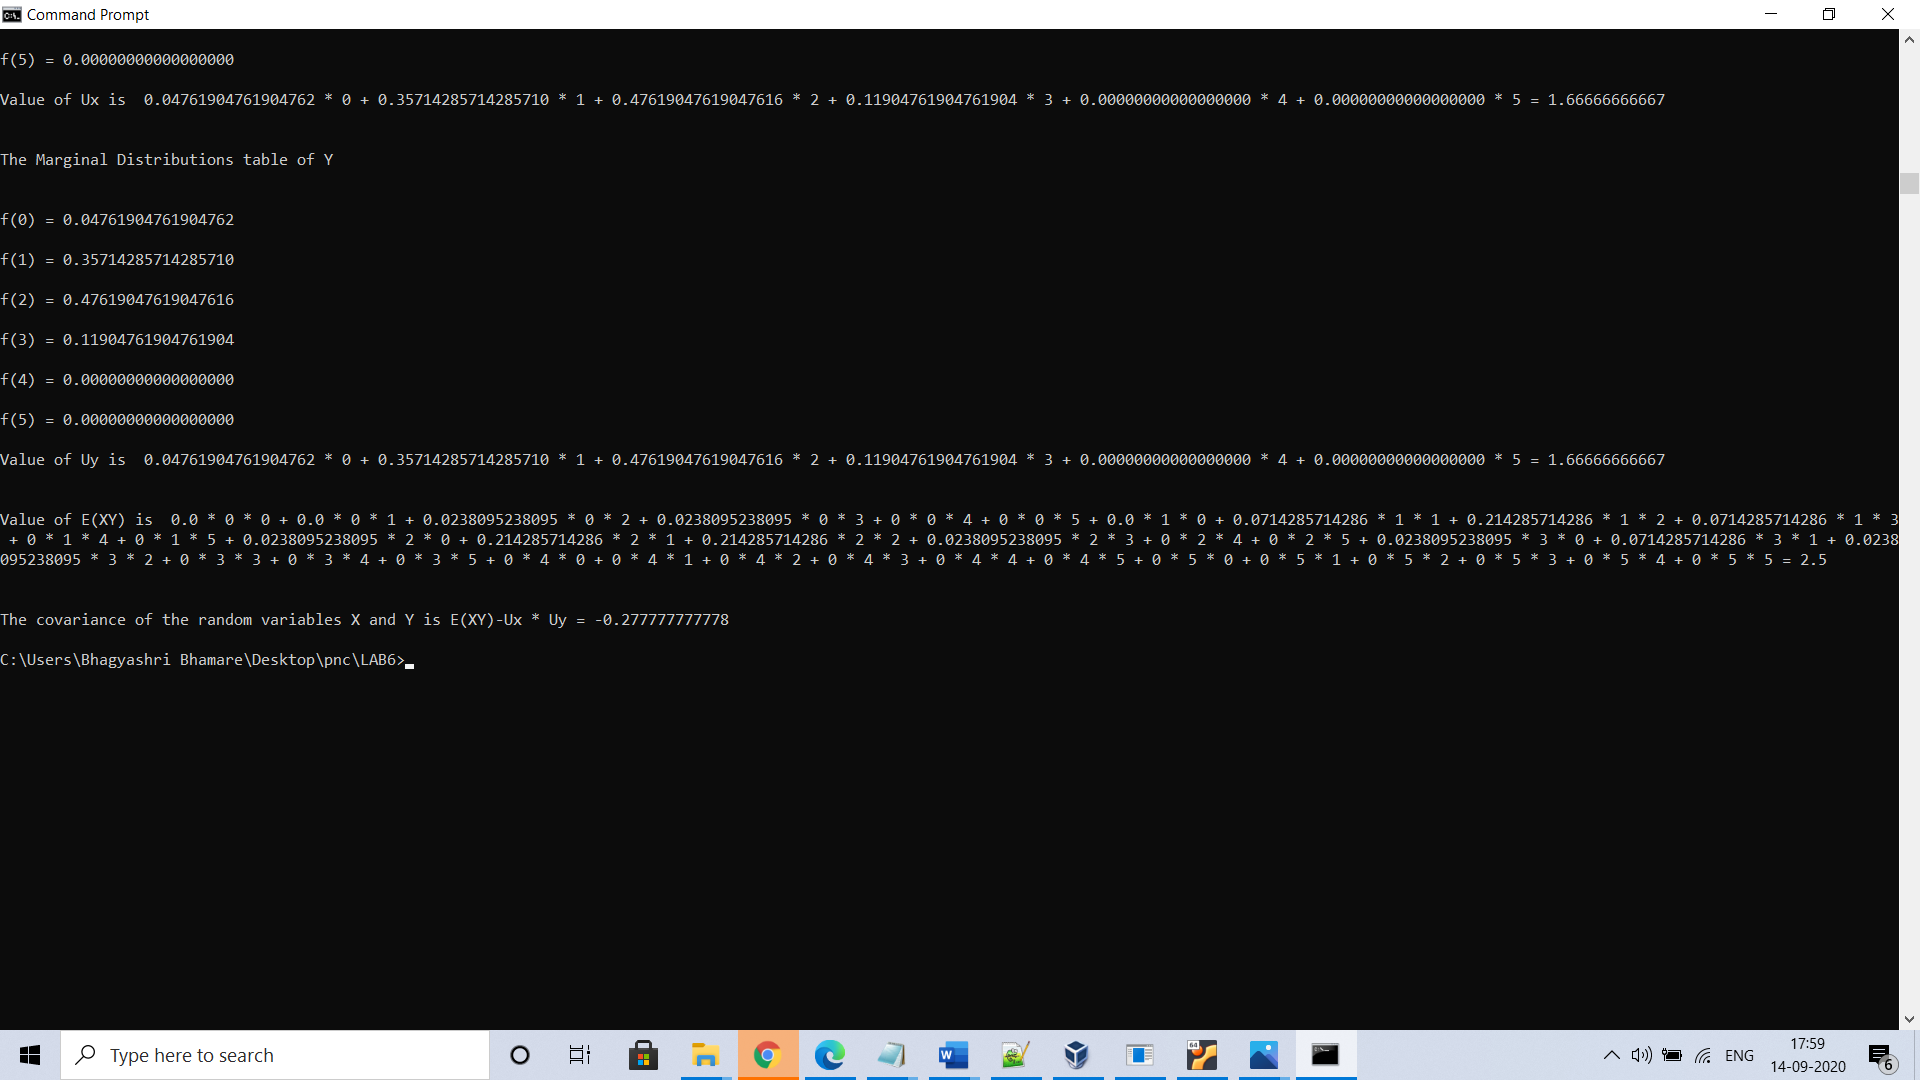 Command Prompt
f(5) = 0.00000000000000000
Value of Ux is  0.04761904761904762 * 0 + 0.35714285714285710 * 1 + 0.47619047619047616 * 2 + 0.11904761904761904 * 3 + 0.00000000000000000 * 4 + 0.00000000000000000 * 5 = 1.66666666667
The Marginal Distributions table of Y
f(0) = 0.04761904761904762
f(1) = 0.35714285714285710
f(2) = 0.47619047619047616
f(3) = 0.11904761904761904
f(4) = 0.00000000000000000
f(5) = 0.00000000000000000
Value of Uy is  0.04761904761904762 * 0 + 0.35714285714285710 * 1 + 0.47619047619047616 * 2 + 0.11904761904761904 * 3 + 0.00000000000000000 * 4 + 0.00000000000000000 * 5 = 1.66666666667
Value of E(XY) is  0.0 * 0 * 0 + 0.0 * 0 * 1 + 0.0238095238095 * 0 * 2 + 0.0238095238095 * 0 * 3 + 0 * 0 * 4 + 0 * 0 * 5 + 0.0 * 1 * 0 + 0.0714285714286 * 1 * 1 + 0.214285714286 * 1 * 2 + 0.0714285714286 * 1 * 3
 + 0 * 1 * 4 + 0 * 1 * 5 + 0.0238095238095 * 2 * 0 + 0.214285714286 * 2 * 1 + 0.214285714286 * 2 * 2 + 0.0238095238095 * 2 * 3 + 0 * 2 * 4 + 0 * 2 * 5 + 0.0238095238095 * 3 * 0 + 0.0714285714286 * 3 * 1 + 0.0238
095238095 * 3 * 2 + 0 * 3 * 3 + 0 * 3 * 4 + 0 * 3 * 5 + 0 * 4 * 0 + 0 * 4 * 1 + 0 * 4 * 2 + 0 * 4 * 3 + 0 * 4 * 4 + 0 * 4 * 5 + 0 * 5 * 0 + 0 * 5 * 1 + 0 * 5 * 2 + 0 * 5 * 3 + 0 * 5 * 4 + 0 * 5 * 5 = 2.5
The covariance of the random variables X and Y is E(XY)-Ux * Uy = -0.277777777778
C:\Users\Bhagyashri Bhamare\Desktop\pnc\LAB6>
Type here to search
ENG
17:59
14-09-2020
6